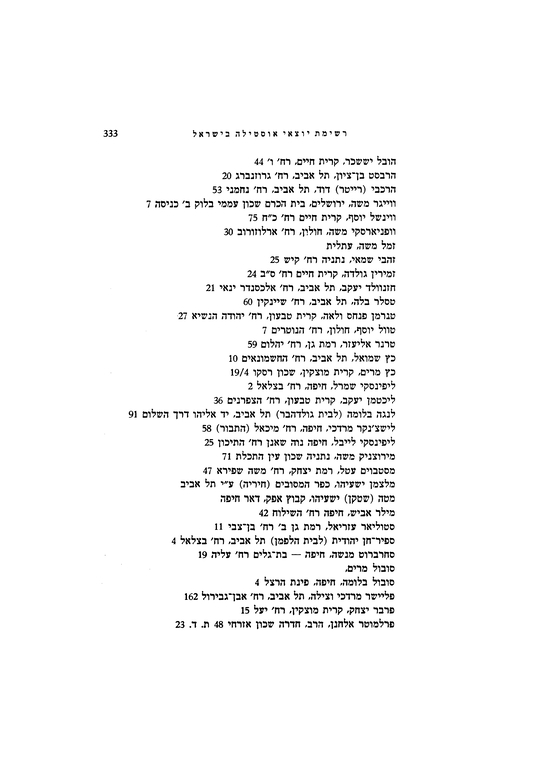 רשימת יוצאי אוסטילה בישראל 333
הובל יששכר, קרית חיים, רח׳ ו׳ 44
הרבסט בן־ציון, תל אביב, רח׳ גרוזנברג 20
הרכבי (רייטר) דוד, תל אביב, רח׳ נחמני 53
ווייגר משה, ירושלים, בית הכרם שכון עממי בלוק ב׳ כניסה 7
ווינשל יוסף, קרית חיים רח׳ כ״ח 75
וופניארסקי משה, חולון, רח׳ ארלוזורוב 30
זמל משה, עתלית
זהבי שמאי, נתניה רח׳ קיש 25
זמירין גולדה, קרית חיים רח׳ ס״ב 24
חזנוולד יעקב, תל אביב, רח׳ אלכסנדר ינאי 21
טסלר בלה, תל אביב, רח׳ שיינקין 60
טנרמן פנחס ולאה, קרית טבעון, רח׳ יהודה הנשיא 27
טוול יוסף, חולון, רח׳ הנוטרים 7
טרנר אליעזר, רמת גן, רח׳ יהלום 59
כץ שמואל, תל אביב, רח׳ החשמונאים 10
כץ מרים, קרית מוצקין, שכון רסקו 19/4
ליפינסקי שמרל, חיפה, רח׳ בצלאל 2
ליכטמן יעקב, קרית טבעון, רח׳ הצפרנים 36
לנגה בלומה (לבית גולדהבר) תל אביב, יד אליהו דרך השלום 91
לישצ׳נקר מרדכי, חיפה, רח׳ מיכאל (התבור) 58
ליפינסקי לייבל, חיפה נוה שאנן רח׳ התיכון 25
מירוצניק משה, נתניה שכון עין התכלת 71
מסטבוים עטל, רמת יצחק, רח׳ משה שפירא 47
מלצמן ישעיהו, כפר המסובים (חיריה) ע״י תל אביב
מטה (שטקן) ישעיהו, קבוץ אפק, דאר חיפה
מילר אביש, חיפה רח׳ השילוח 42
סטוליאר עזריאל, רמת גן ב׳ רח׳ בן־צבי 11
ספיר־חן יהודית (לבית הלפמן) תל אביב, רח׳ בצלאל 4
סחרברוט מנשה, חיפה — בת־גלים רח׳ עליה 19
סובול מרים,
סובול בלומה, חיפה, פינת הרצל 4
פליישר מרדכי וצילה, תל אביב, רח׳ אבן־גבירול 162
פרבר יצחק, קרית מוצקין, רח׳ יעל 15
פרלמוטר אלחנן, הרב, חדרה שכון אזרחי 48 ת. ד. 23